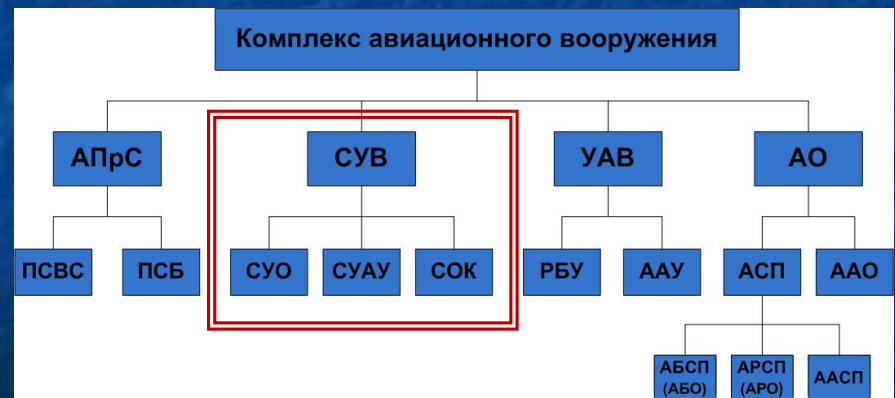 Комплекс авиационного вооружения
АПрС СУВ УАВ АО
ПСВС ПСБ СУО СУАУ СОК РБУ ААУ АСП ААО
АБСП АРСП ААСП
(АБО) (АРО)